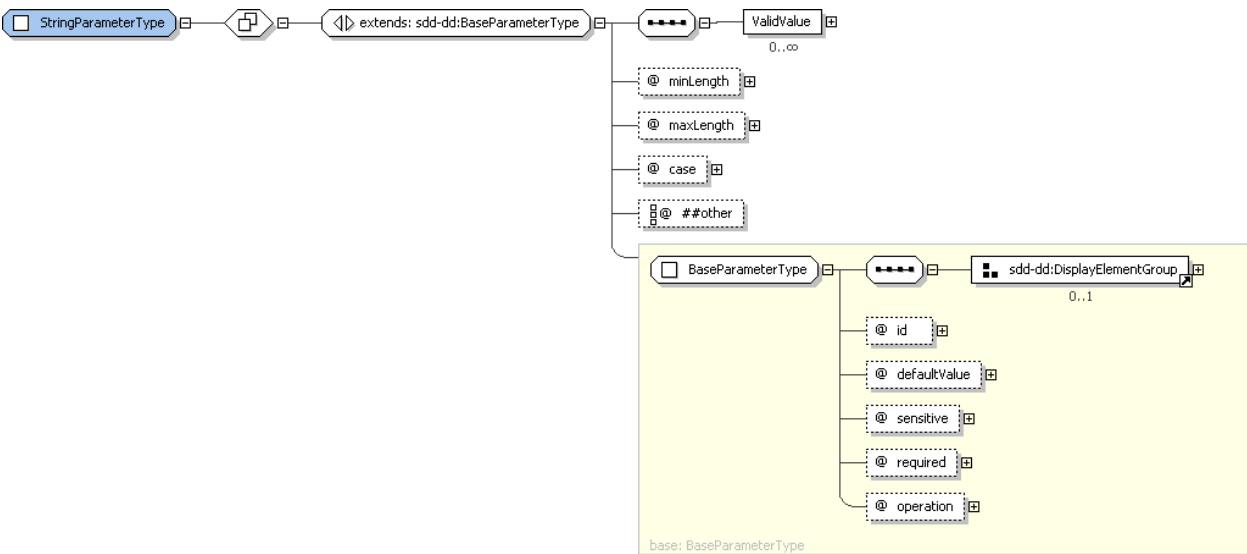 StringParameterType
extends: sdd-dd:BaseParameterType
ValidValue
0..∞
@ minLength
@ maxLength
@ case
@ ##other
BaseParameterType
sdd-dd:DisplayElementGroup
0..1
@ id
@ defaultValue
@ sensitive
@ required
@ operation
base: BaseParameterType